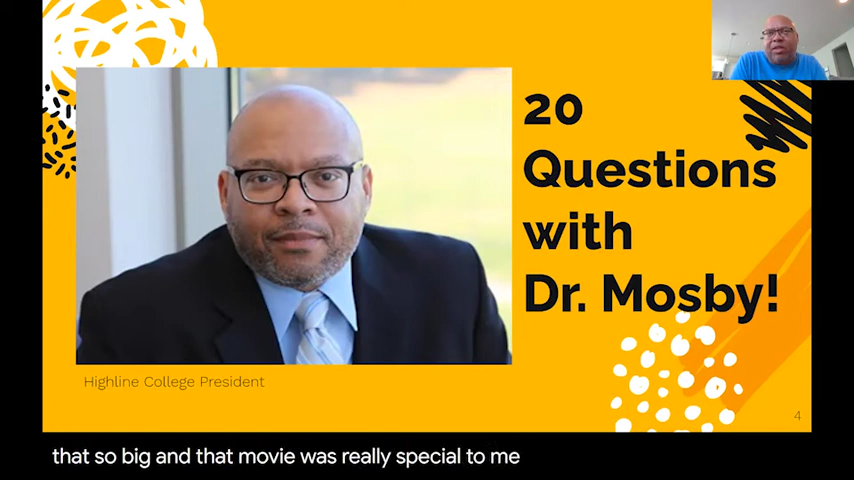 20
Questions
with
Dr. Mosby!
Highline College President
4
that so big and that movie was really special to me